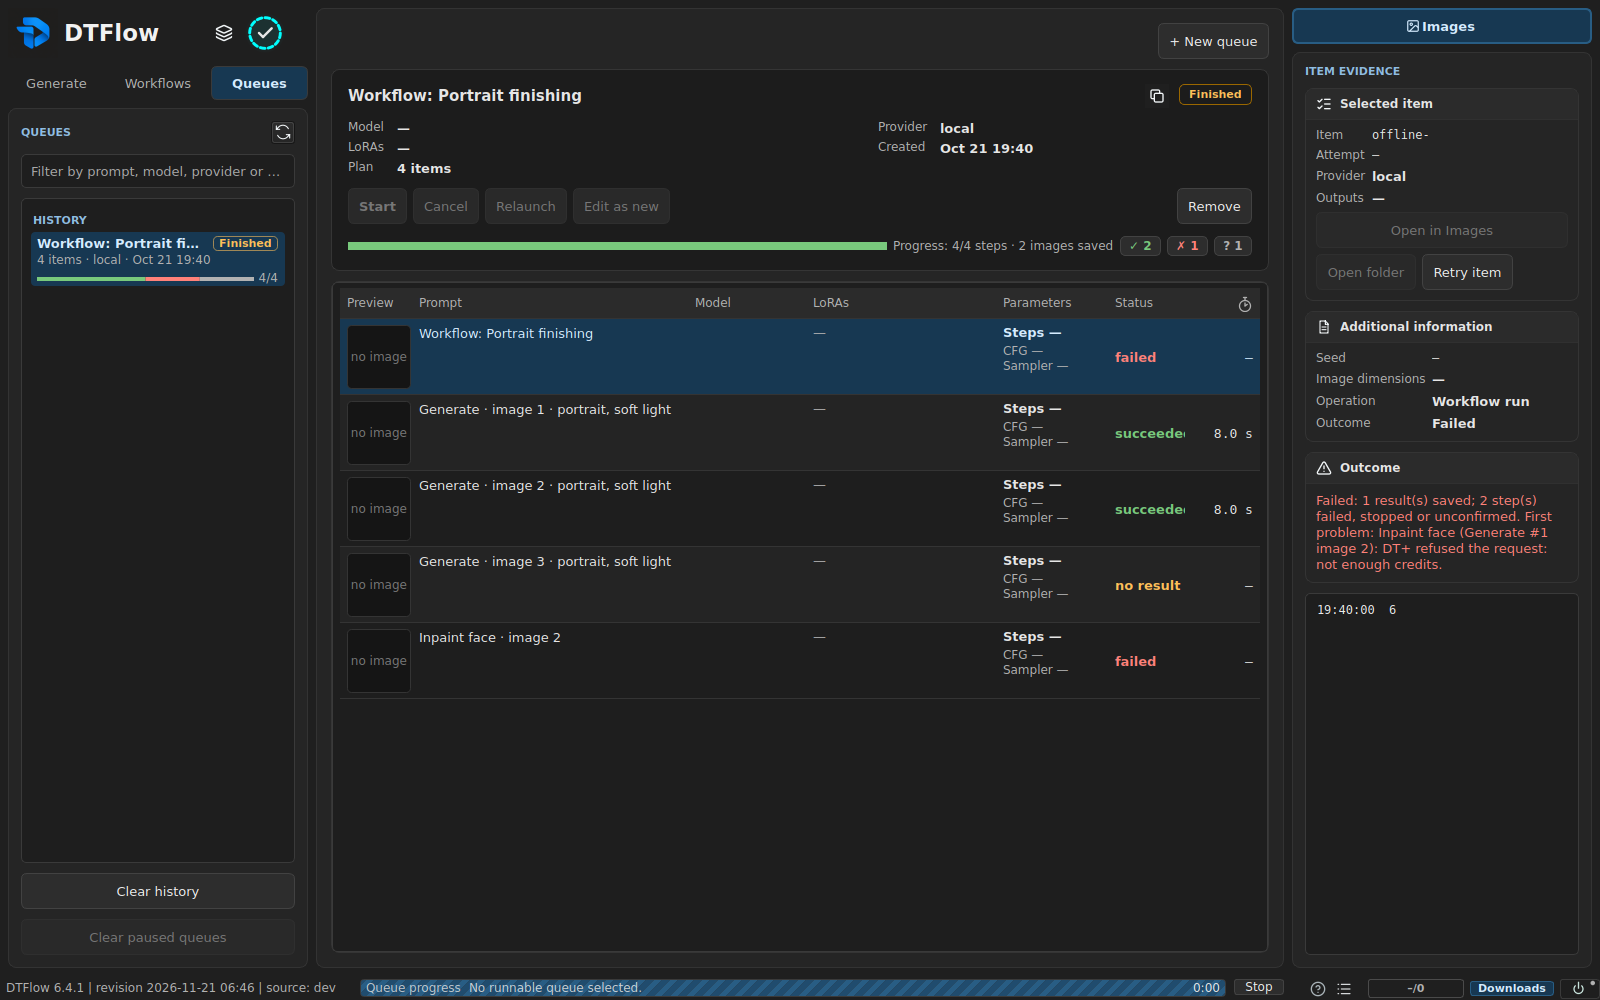 DTFlow
Generate
Workflows
Queues
QUEUES
Filter by prompt, model, provider or ...
HISTORY
Workflow: Portrait fi...
Finished
4 items · local · Oct 21 19:40
4/4
Clear history
Clear paused queues
+ New queue
Workflow: Portrait finishing
Finished
Model —
LoRAs —
Plan 4 items
Provider local
Created Oct 21 19:40
Start
Cancel
Relaunch
Edit as new
Remove
Progress: 4/4 steps · 2 images saved
✓ 2
✗ 1
? 1
Preview Prompt Model LoRAs Parameters Status
no image
Workflow: Portrait finishing
—
Steps —
CFG —
Sampler —
failed
—
no image
Generate · image 1 · portrait, soft light
—
Steps —
CFG —
Sampler —
succeeded
8.0 s
no image
Generate · image 2 · portrait, soft light
—
Steps —
CFG —
Sampler —
succeeded
8.0 s
no image
Generate · image 3 · portrait, soft light
—
Steps —
CFG —
Sampler —
no result
—
no image
Inpaint face · image 2
—
Steps —
CFG —
Sampler —
failed
—
Images
ITEM EVIDENCE
Selected item
Item offline-
Attempt —
Provider local
Outputs —
Open in Images
Open folder
Retry item
Additional information
Seed —
Image dimensions —
Operation Workflow run
Outcome Failed
Outcome
Failed: 1 result(s) saved; 2 step(s)
failed, stopped or unconfirmed. First
problem: Inpaint face (Generate #1
image 2): DT+ refused the request:
not enough credits.
19:40:00 6
DTFlow 6.4.1 | revision 2026-11-21 06:46 | source: dev
Queue progress No runnable queue selected.
0:00
Stop
-/0
Downloads